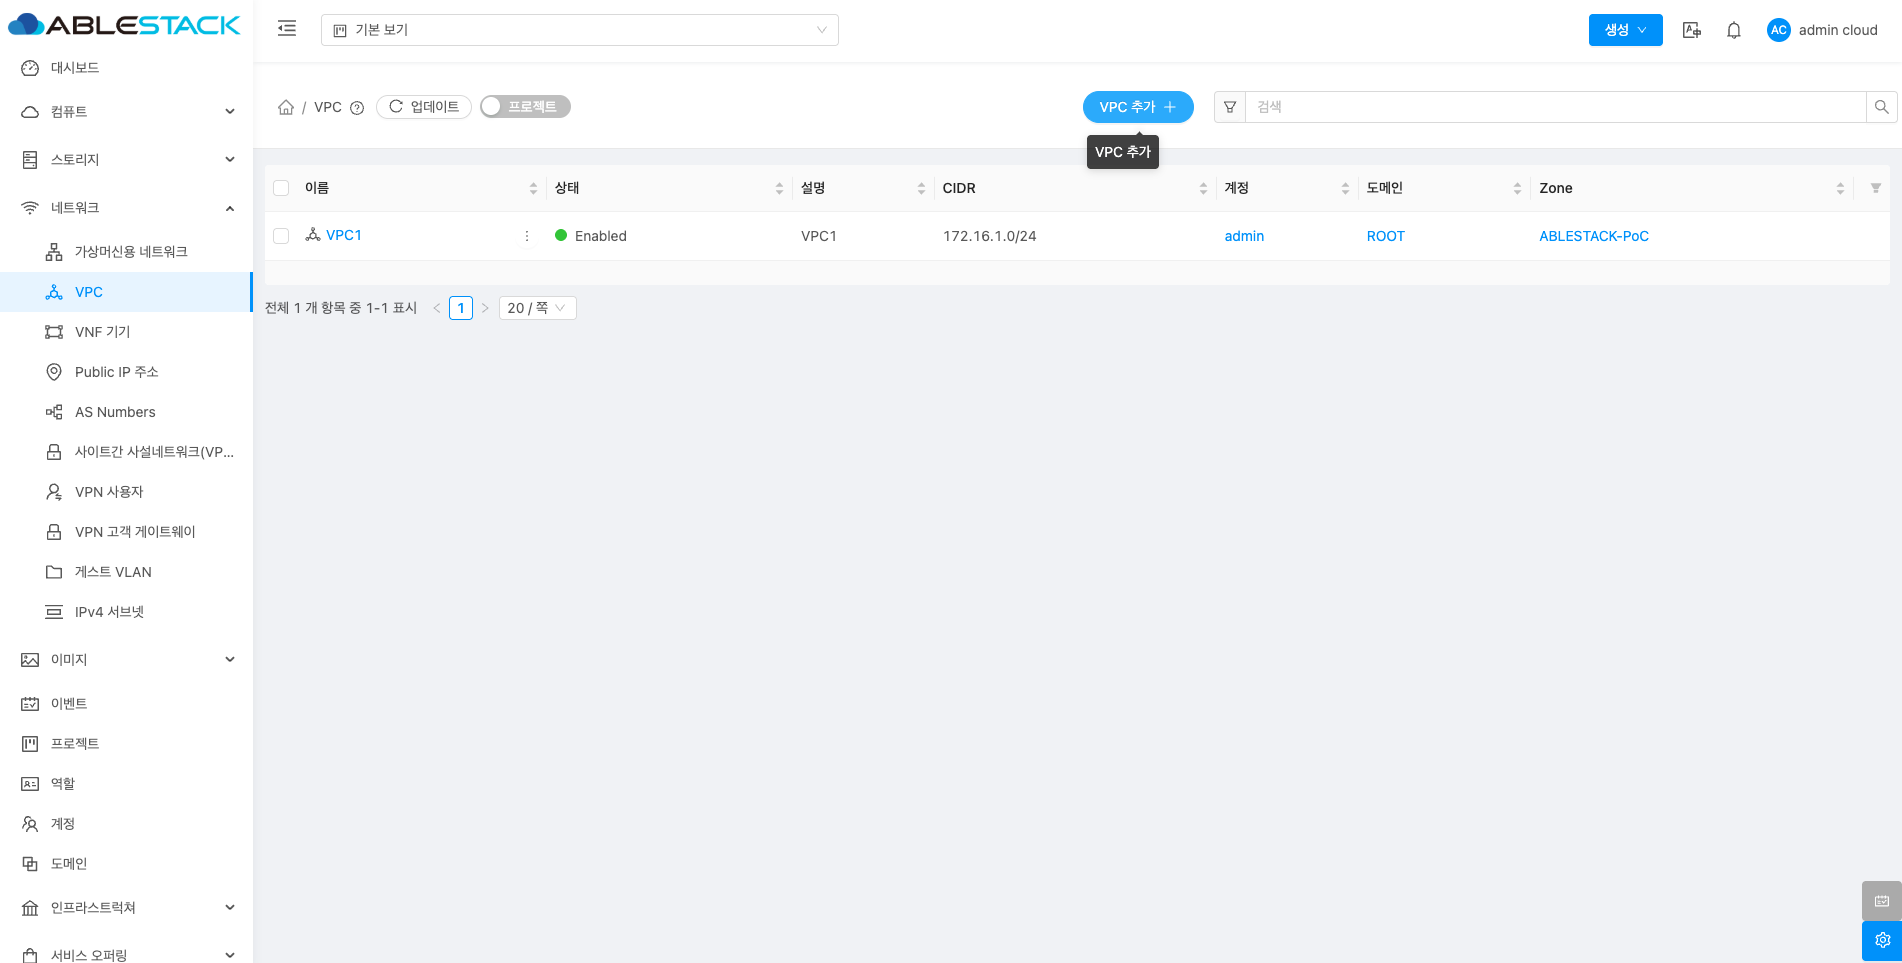 ABLESTACK
기본 보기
생성
AC
admin cloud
대시보드
컴퓨트
스토리지
네트워크
가상머신용 네트워크
VPC
VNF 기기
Public IP 주소
AS Numbers
사이트간 사설네트워크(VP...
VPN 사용자
VPN 고객 게이트웨이
게스트 VLAN
IPv4 서브넷
이미지
이벤트
프로젝트
역할
계정
도메인
인프라스트럭쳐
서비스 오퍼링
/ VPC
업데이트
프로젝트
VPC 추가
검색
VPC 추가
이름 상태 설명 CIDR 계정 도메인 Zone
VPC1 Enabled VPC1 172.16.1.0/24 admin ROOT ABLESTACK-PoC
전체 1 개 항목 중 1-1 표시 < 1 > 20 / 쪽